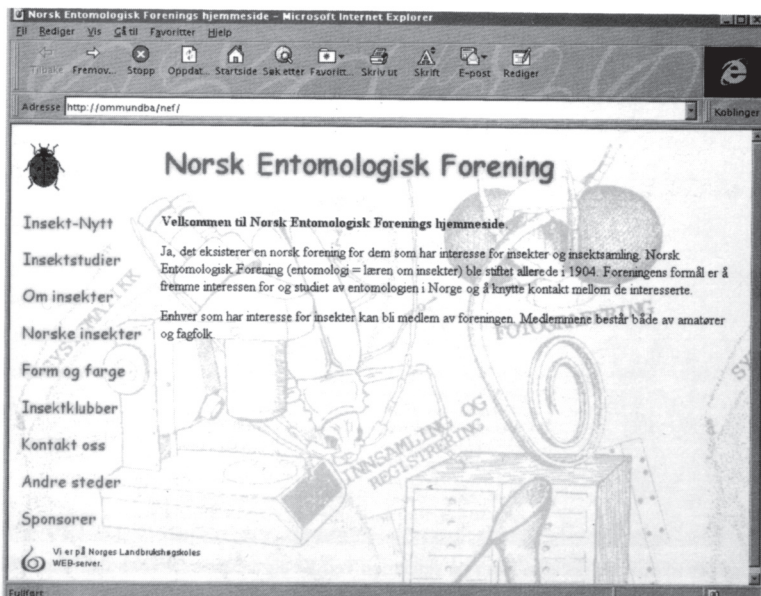 Norsk Entomologisk Forenings hjemmeside - Microsoft Internet Explorer
Fil Rediger Vis Gå til Favoritter Hjelp
Tilbake Fremov... Stopp Oppdat... Startside Søk etter Favoritt... Skriv ut Skrift E-post Rediger
Adresse http://ommundba/nef/ Koblinger
Norsk Entomologisk Forening
Insekt-Nytt
Insektstudier
Om insekter
Norske insekter
Form og farge
Insektklubber
Kontakt oss
Andre steder
Sponsorer
Vi er på Norges Landbrukshøgskoles
WEB-server.
Velkommen til Norsk Entomologisk Forenings hjemmeside.
Ja, det eksisterer en norsk forening for dem som har interesse for insekter og insektsamling. Norsk
Entomologisk Forening (entomologi = læren om insekter) ble stiftet allerede i 1904. Foreningens formål er å
fremme interessen for og studiet av entomologien i Norge og å knytte kontakt mellom de interesserte.
Enhver som har interesse for insekter kan bli medlem av foreningen. Medlemmene består både av amatører
og fagfolk.
SYSTEMATIKK
FOTOGRAFERING
INNSAMLING OG
REGISTRERING
SY
Fullført